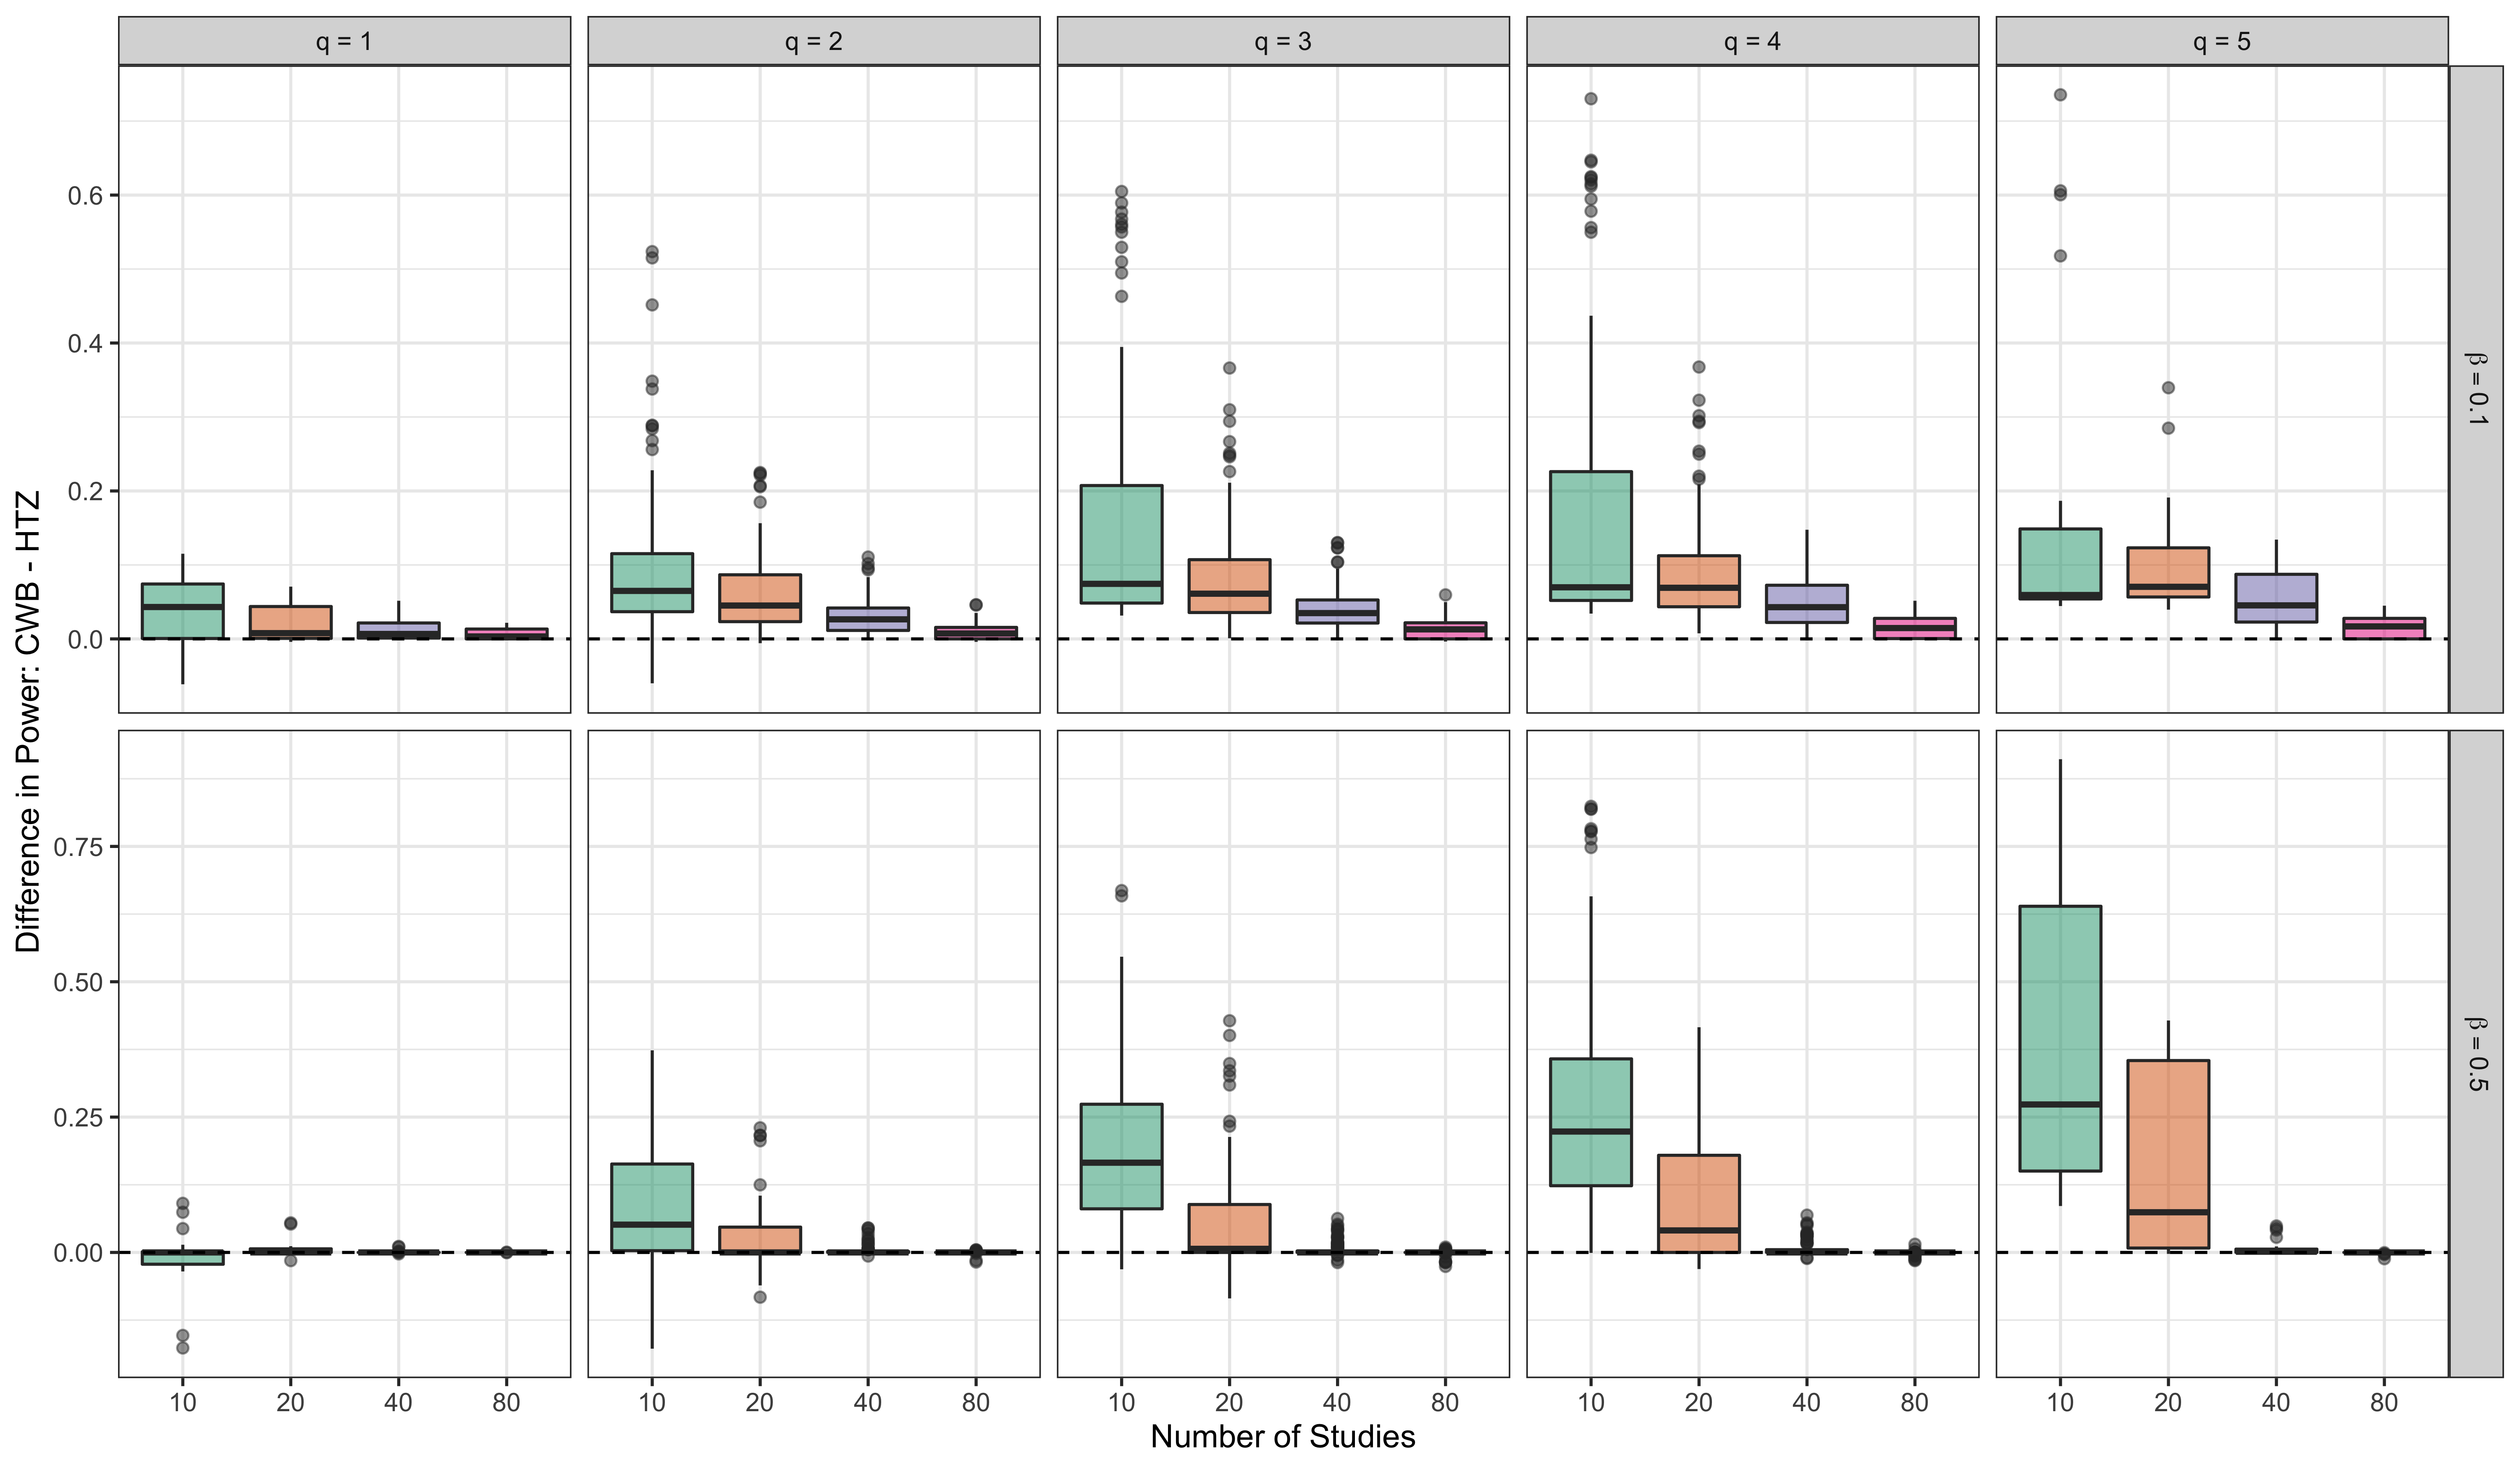 q = 1
q = 2
q = 3
q = 4
q = 5
Difference in Power: CWB - HTZ
0.6
0.4
0.2
0.0
β = 0.1
0.75
0.50
0.25
0.00
β = 0.5
10 20 40 80
10 20 40 80
10 20 40 80
10 20 40 80
10 20 40 80
Number of Studies